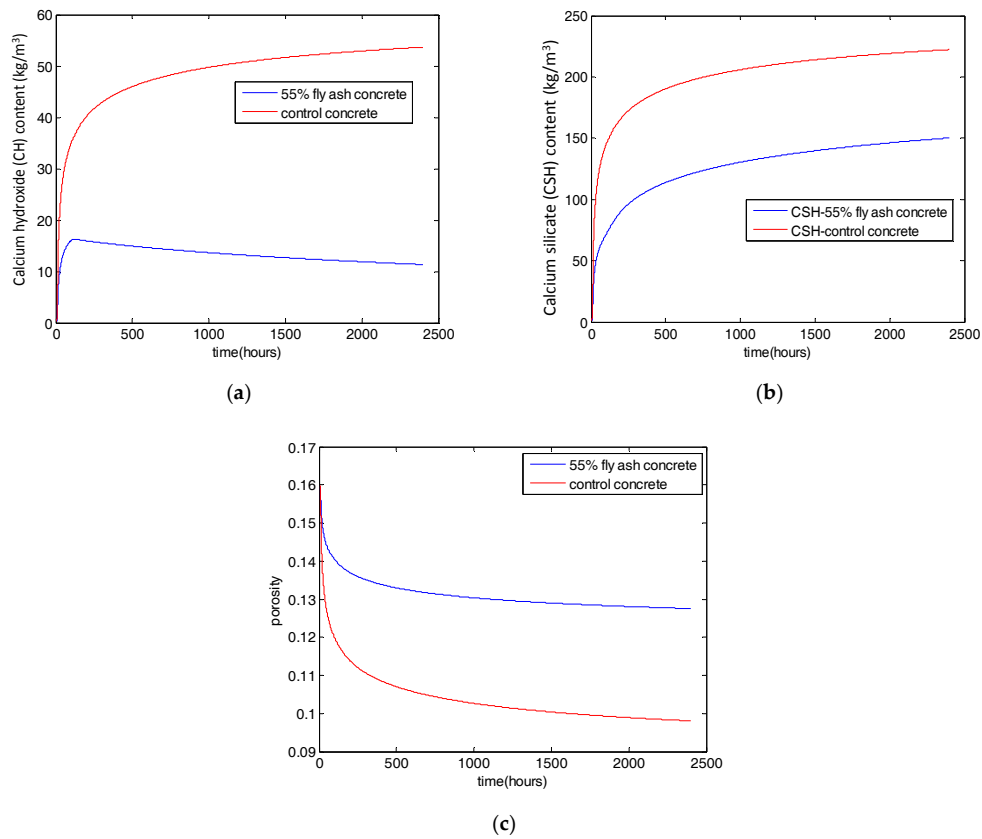 60
50
40
30
20
10
0
Calcium hydroxide (CH) content (kg/m³)
55% fly ash concrete
control concrete
0 500 1000 1500 2000 2500
time(hours)
(a)
250
200
150
100
50
0
Calcium silicate (CSH) content (kg/m³)
CSH-55% fly ash concrete
CSH-control concrete
0 500 1000 1500 2000 2500
time(hours)
(b)
0.17
0.16
0.15
0.14
0.13
0.12
0.11
0.1
0.09
porosity
55% fly ash concrete
control concrete
0 500 1000 1500 2000 2500
time(hours)
(c)